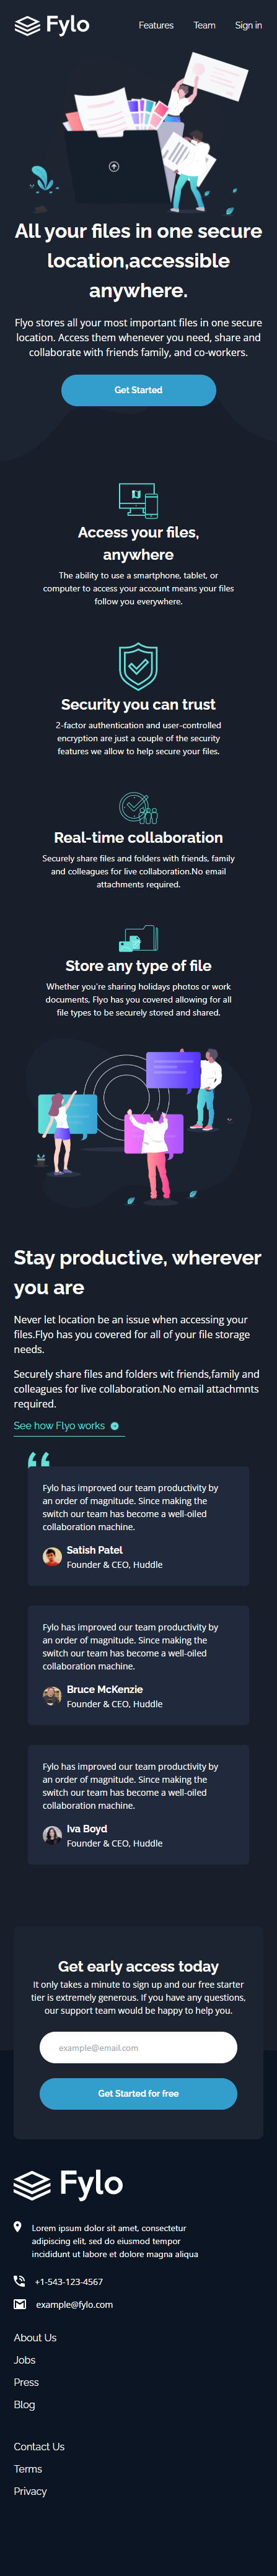 Fylo
Features Team Sign in
All your files in one secure
location,accessible
anywhere.
Flyo stores all your most important files in one secure
location. Access them whenever you need, share and
collaborate with friends family, and co-workers.
Get Started
Access your files,
anywhere
The ability to use a smartphone, tablet, or
computer to access your account means your files
follow you everywhere.
Security you can trust
2-factor authentication and user-controlled
encryption are just a couple of the security
features we allow to help secure your files.
Real-time collaboration
Securely share files and folders with friends, family
and colleagues for live collaboration.No email
attachments required.
Store any type of file
Whether you're sharing holidays photos or work
documents, Flyo has you covered allowing for all
file types to be securely stored and shared.
Stay productive, wherever
you are
Never let location be an issue when accessing your
files.Flyo has you covered for all of your file storage
needs.
Securely share files and folders wit friends,family and
colleagues for live collaboration.No email attachmnts
required.
See how Flyo works
Fylo has improved our team productivity by
an order of magnitude. Since making the
switch our team has become a well-oiled
collaboration machine.
Satish Patel
Founder & CEO, Huddle
Fylo has improved our team productivity by
an order of magnitude. Since making the
switch our team has become a well-oiled
collaboration machine.
Bruce McKenzie
Founder & CEO, Huddle
Fylo has improved our team productivity by
an order of magnitude. Since making the
switch our team has become a well-oiled
collaboration machine.
Iva Boyd
Founder & CEO, Huddle
Get early access today
It only takes a minute to sign up and our free starter
tier is extremely generous. If you have any questions,
our support team would be happy to help you.
example@email.com
Get Started for free
Fylo
Lorem ipsum dolor sit amet, consectetur
adipiscing elit, sed do eiusmod tempor
incididunt ut labore et dolore magna aliqua
+1-543-123-4567
example@fylo.com
About Us
Jobs
Press
Blog
Contact Us
Terms
Privacy